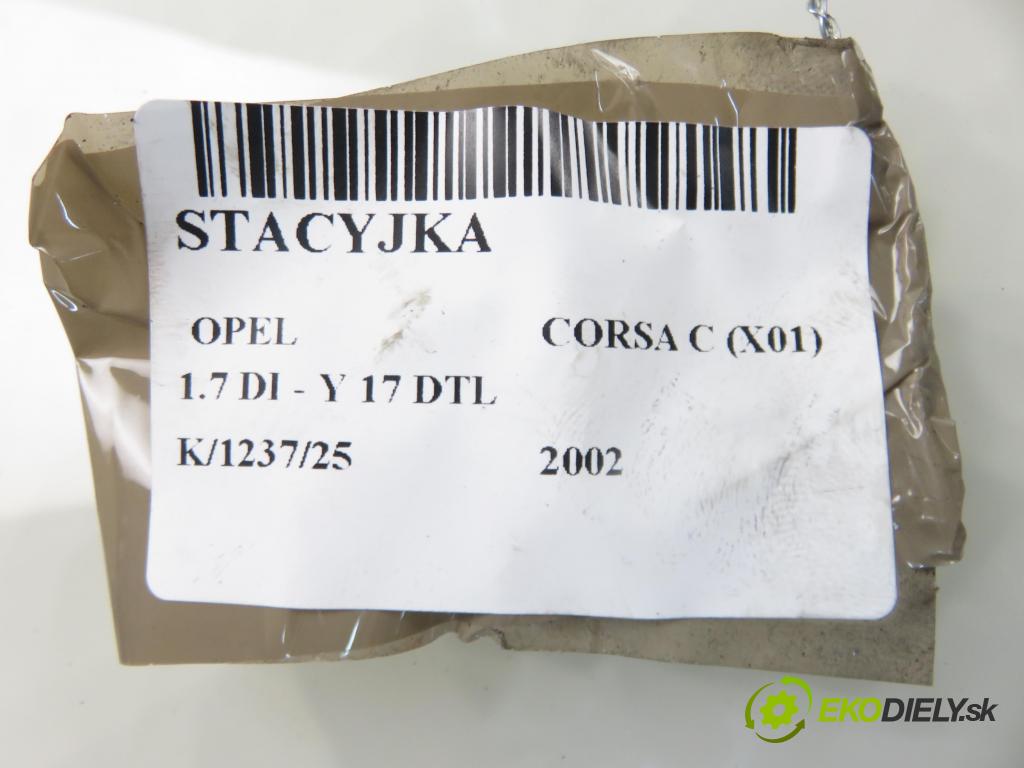 STACYJKA
OPEL CORSA C (X01)
1.7 DI - Y 17 DTL
K/1237/25 2002
EKODIELY.sk